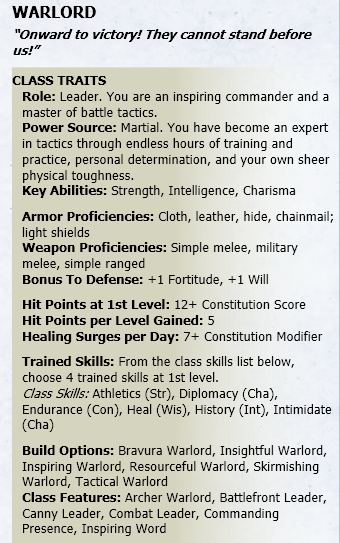 WARLORD
“Onward to victory! They cannot stand before
us!”
CLASS TRAITS
Role: Leader. You are an inspiring commander and a
master of battle tactics.
Power Source: Martial. You have become an expert
in tactics through endless hours of training and
practice, personal determination, and your own sheer
physical toughness.
Key Abilities: Strength, Intelligence, Charisma
Armor Proficiencies: Cloth, leather, hide, chainmail;
light shields
Weapon Proficiencies: Simple melee, military
melee, simple ranged
Bonus To Defense: +1 Fortitude, +1 Will
Hit Points at 1st Level: 12+ Constitution Score
Hit Points per Level Gained: 5
Healing Surges per Day: 7+ Constitution Modifier
Trained Skills: From the class skills list below,
choose 4 trained skills at 1st level.
Class Skills: Athletics (Str), Diplomacy (Cha),
Endurance (Con), Heal (Wis), History (Int), Intimidate
(Cha)
Build Options: Bravura Warlord, Insightful Warlord,
Inspiring Warlord, Resourceful Warlord, Skirmishing
Warlord, Tactical Warlord
Class Features: Archer Warlord, Battlefront Leader,
Canny Leader, Combat Leader, Commanding
Presence, Inspiring Word